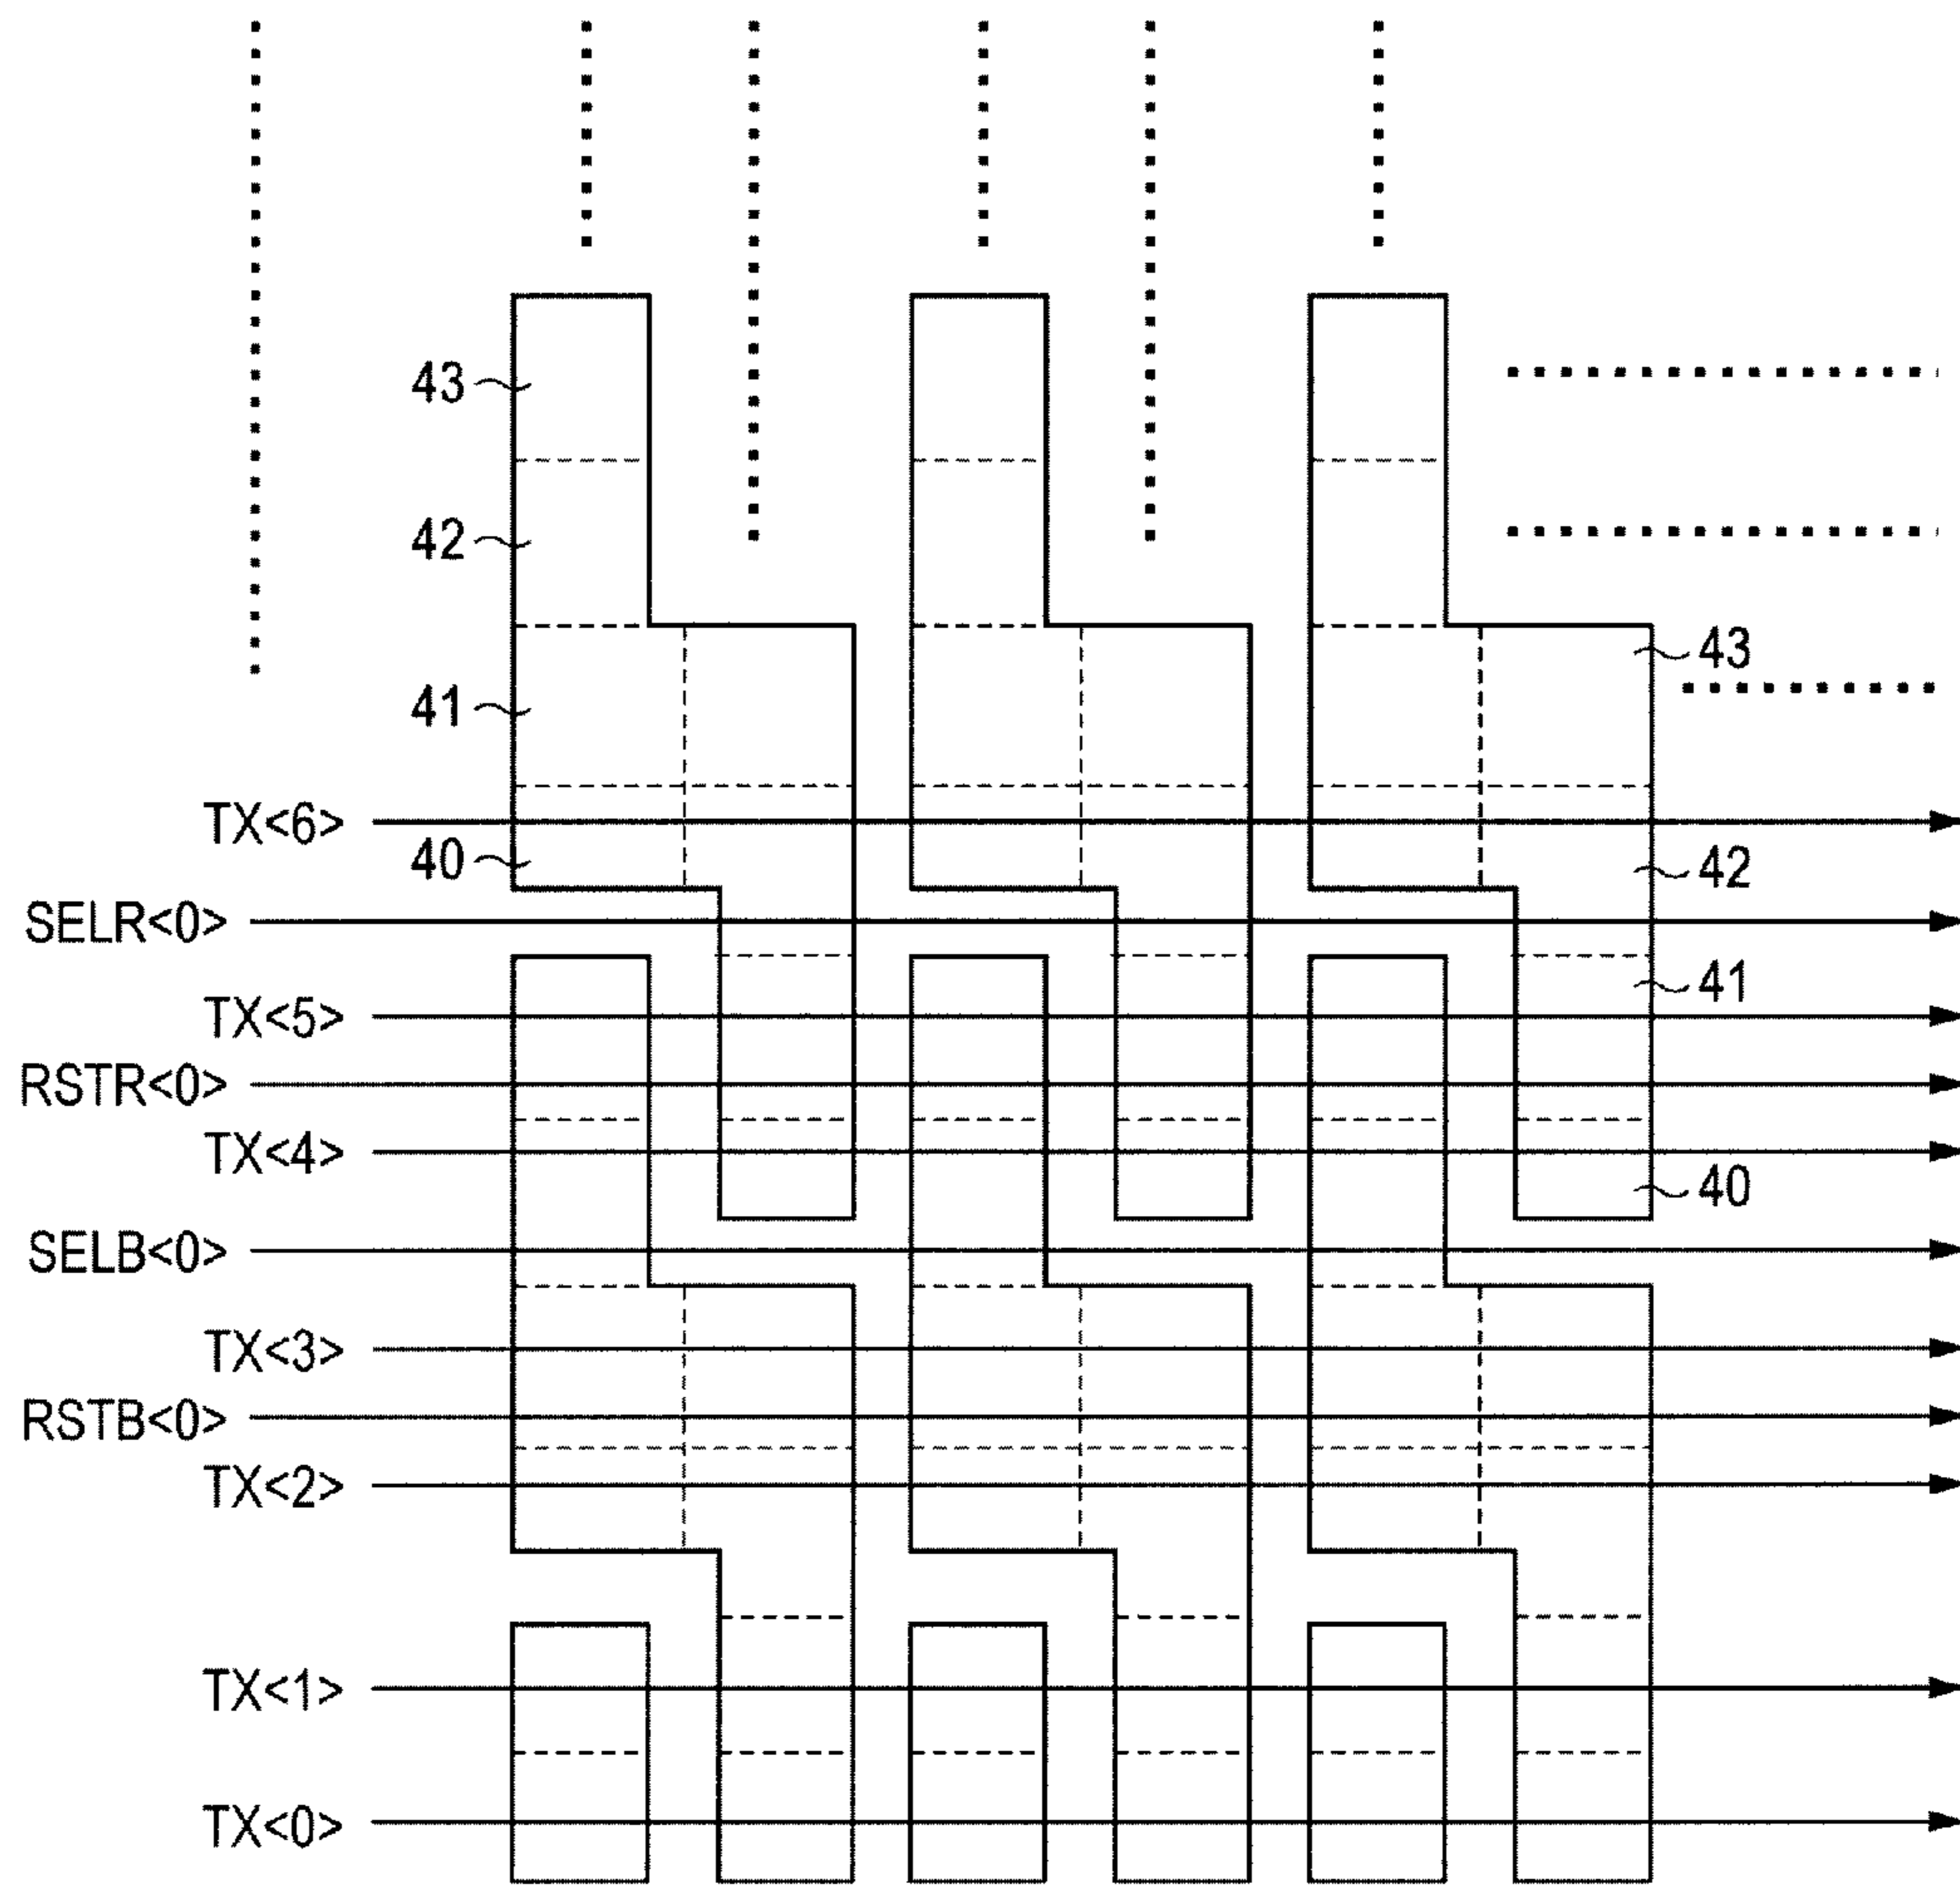 43
42
43
41
TX<6>
40
42
SELR<0>
41
TX<5>
RSTR<0>
TX<4>
40
SELB<0>
TX<3>
RSTB<0>
TX<2>
TX<1>
TX<0>